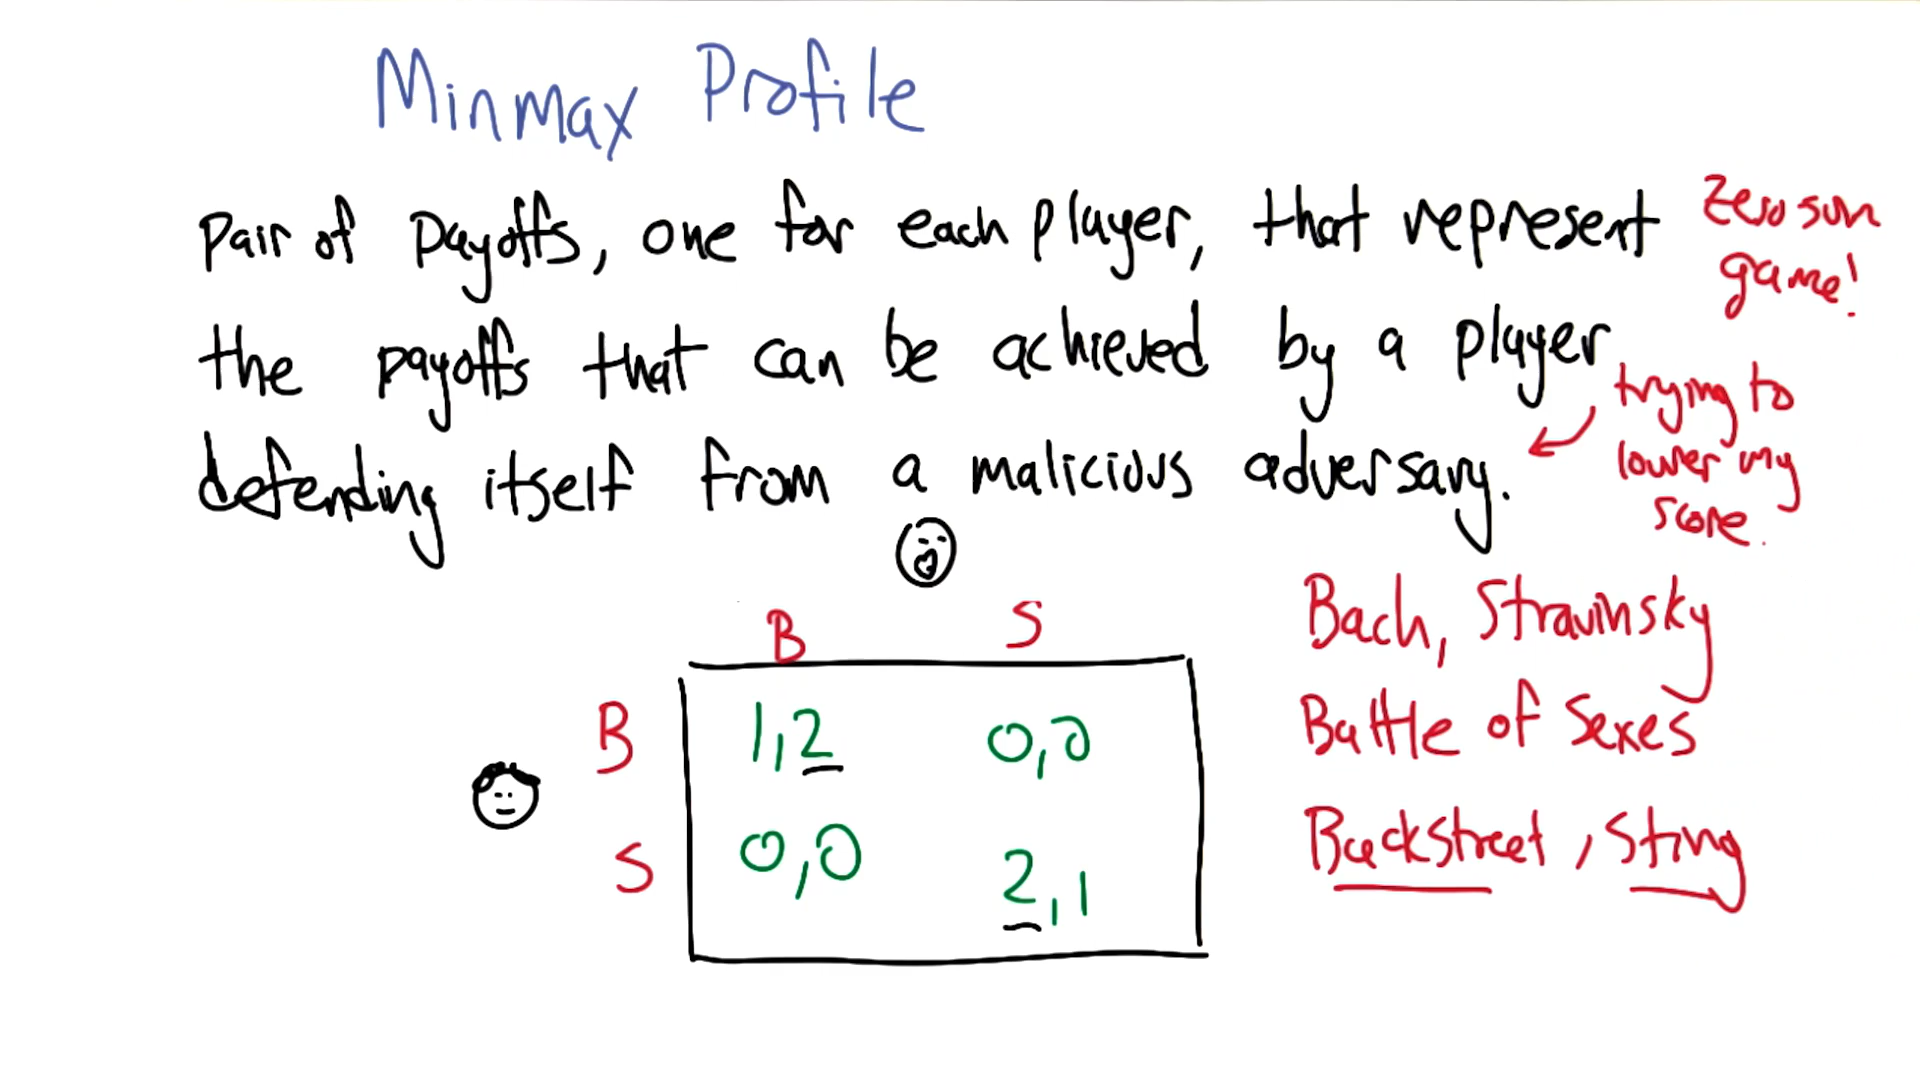 Minmax Profile
pair of payoffs, one for each player, that represent
the payoffs that can be achieved by a player
defending itself from a malicious adversary.
Zero sum
game!
trying to
lower my
score.
B S
B 1,2 0,0
S 0,0 2,1
Bach, Stravinsky
Battle of Sexes
Backstreet, Sting